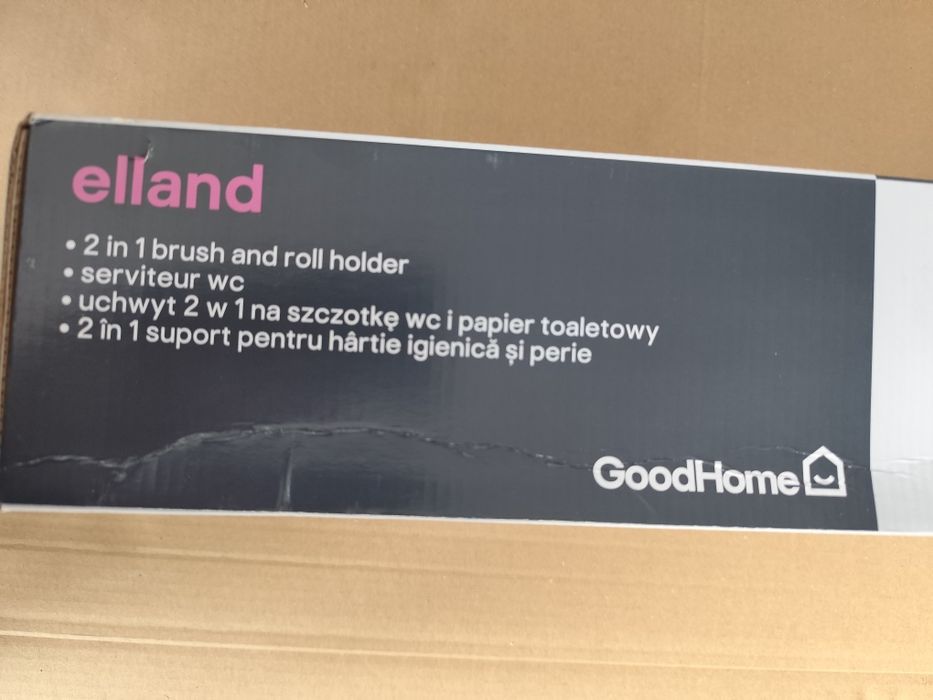 elland
• 2 in 1 brush and roll holder
• serviteur wc
• uchwyt 2 w 1 na szczotkę wc i papier toaletowy
• 2 în 1 suport pentru hârtie igienică și perie
GoodHome